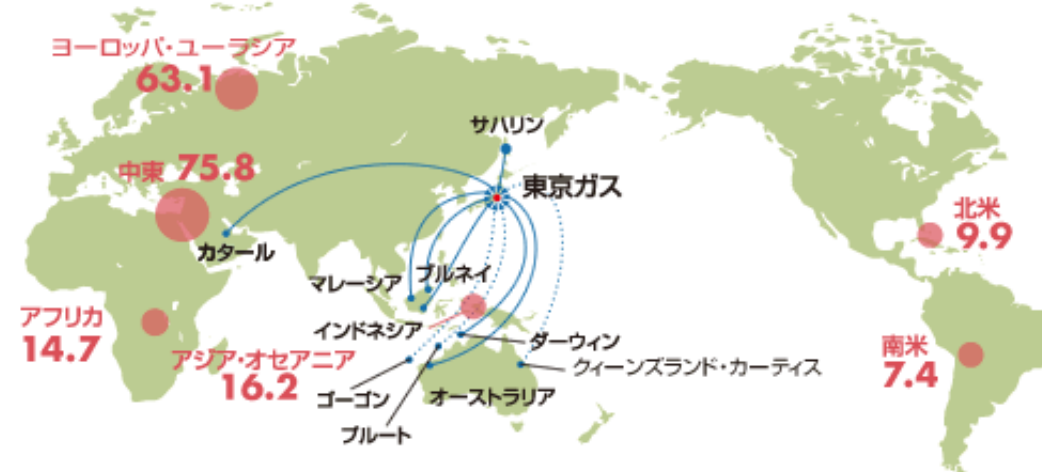 ヨーロッパ・ユーラシア
63.1
サハリン
中東 75.8
東京ガス
北米
9.9
カタール
マレーシア
ブルネイ
アフリカ
14.7
インドネシア
ダーウィン
アジア・オセアニア
16.2
クィーンズランド・カーティス
南米
7.4
ゴーゴン
オーストラリア
プルート